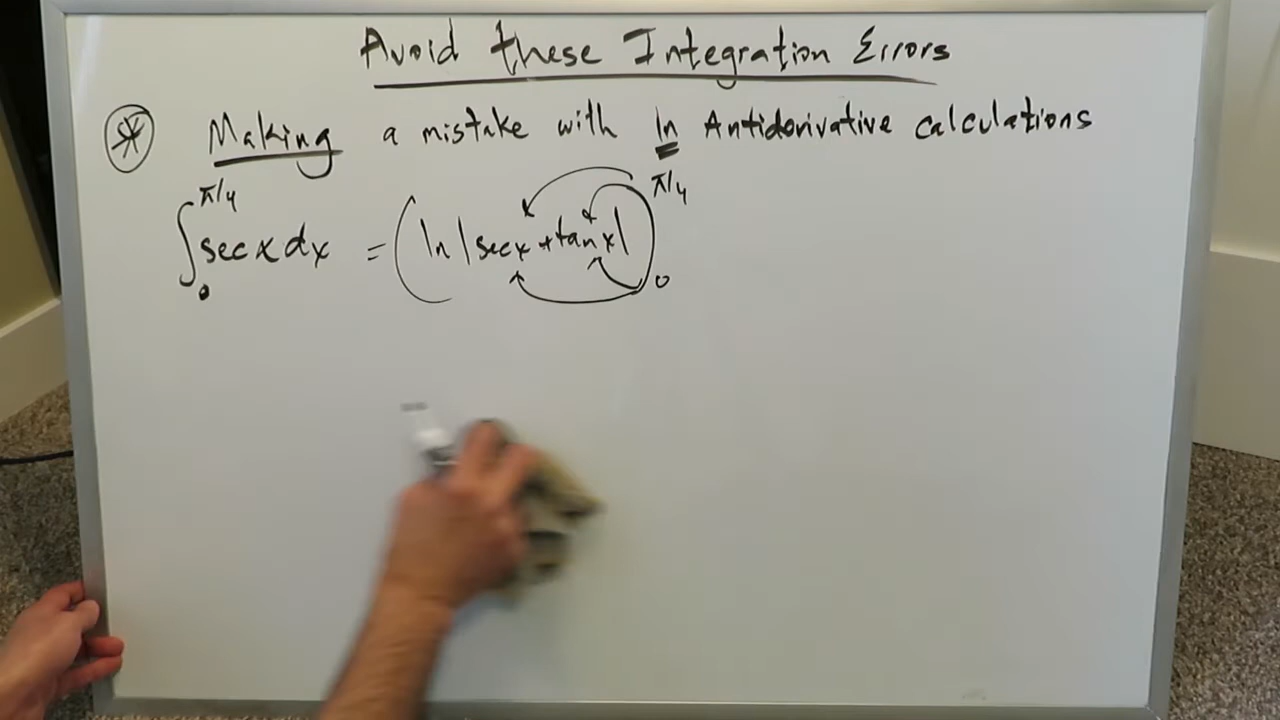 Avoid these Integration Errors
* Making a mistake with ln Antiderivative calculations
∫₀^π/4 sec x dx = (ln |sec x + tan x|)₀^π/4